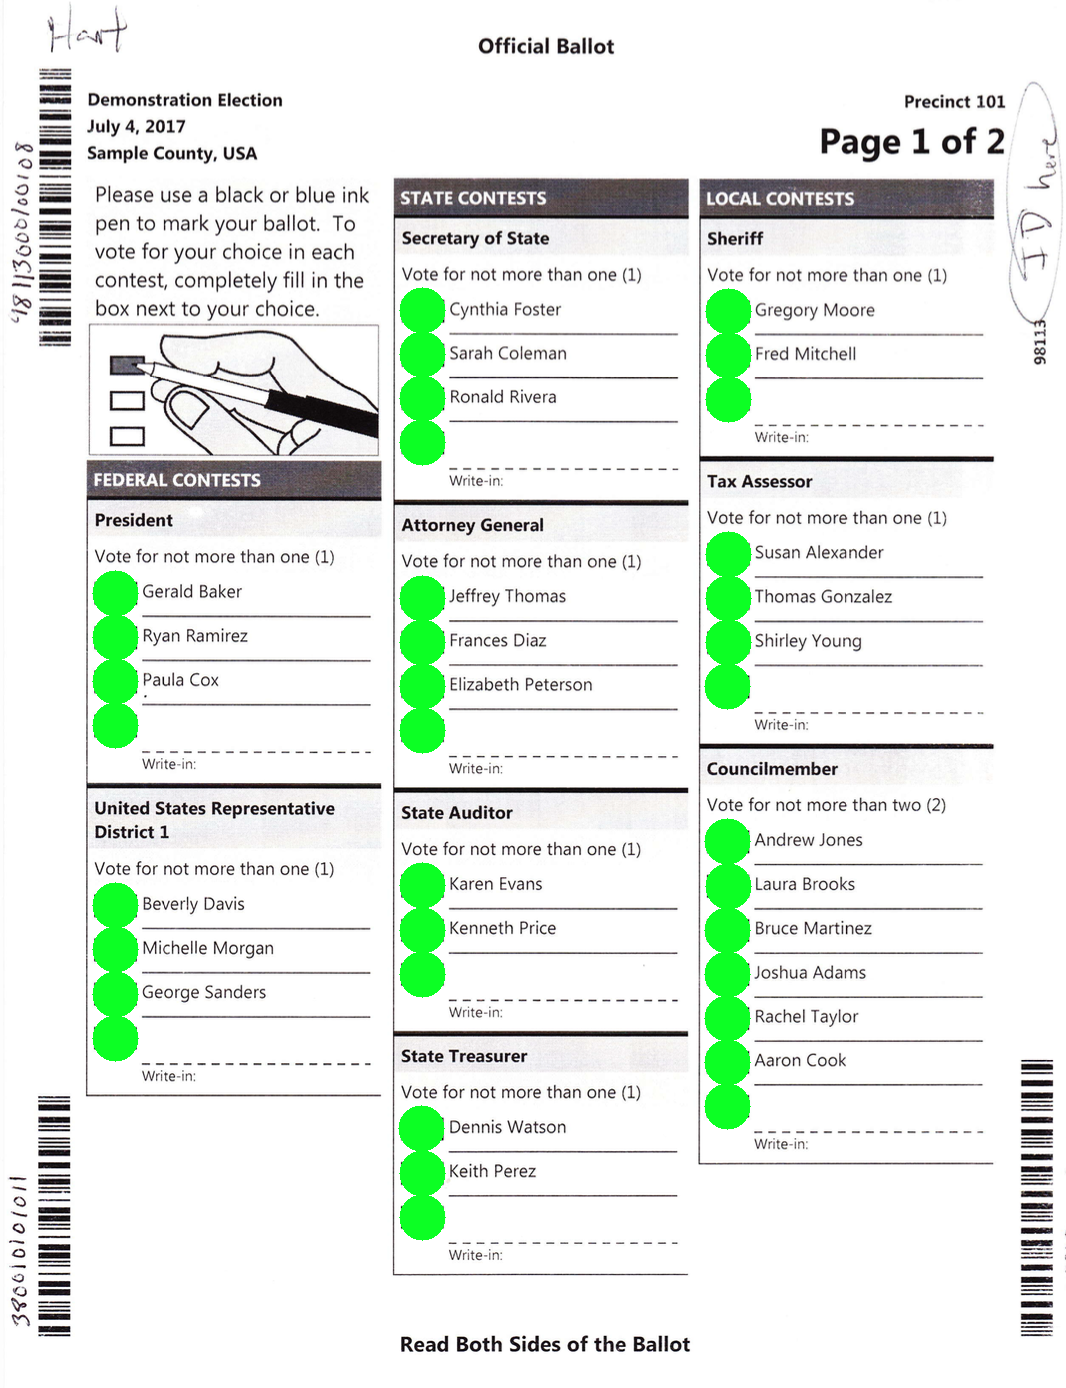 Hart
Official Ballot
Demonstration Election
July 4, 2017
Sample County, USA
Precinct 101
Page 1 of 2
ID here
98113
Please use a black or blue ink
pen to mark your ballot. To
vote for your choice in each
contest, completely fill in the
box next to your choice.
FEDERAL CONTESTS
President
Vote for not more than one (1)
Gerald Baker
Ryan Ramirez
Paula Cox
Write-in:
United States Representative
District 1
Vote for not more than one (1)
Beverly Davis
Michelle Morgan
George Sanders
Write-in:
STATE CONTESTS
Secretary of State
Vote for not more than one (1)
Cynthia Foster
Sarah Coleman
Ronald Rivera
Write-in:
Attorney General
Vote for not more than one (1)
Jeffrey Thomas
Frances Diaz
Elizabeth Peterson
Write-in:
State Auditor
Vote for not more than one (1)
Karen Evans
Kenneth Price
Write-in:
State Treasurer
Vote for not more than one (1)
Dennis Watson
Keith Perez
Write-in:
LOCAL CONTESTS
Sheriff
Vote for not more than one (1)
Gregory Moore
Fred Mitchell
Write-in:
Tax Assessor
Vote for not more than one (1)
Susan Alexander
Thomas Gonzalez
Shirley Young
Write-in:
Councilmember
Vote for not more than two (2)
Andrew Jones
Laura Brooks
Bruce Martinez
Joshua Adams
Rachel Taylor
Aaron Cook
Write-in:
380010101011
Read Both Sides of the Ballot